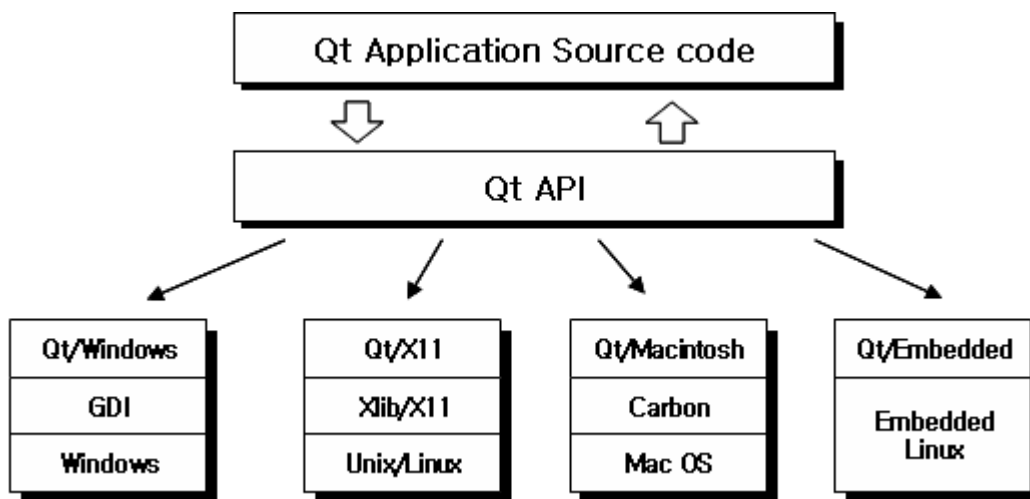 Qt Application Source code
Qt API
Qt/Windows
GDI
Windows
Qt/X11
Xlib/X11
Unix/Linux
Qt/Macintosh
Carbon
Mac OS
Qt/Embedded
Embedded
Linux